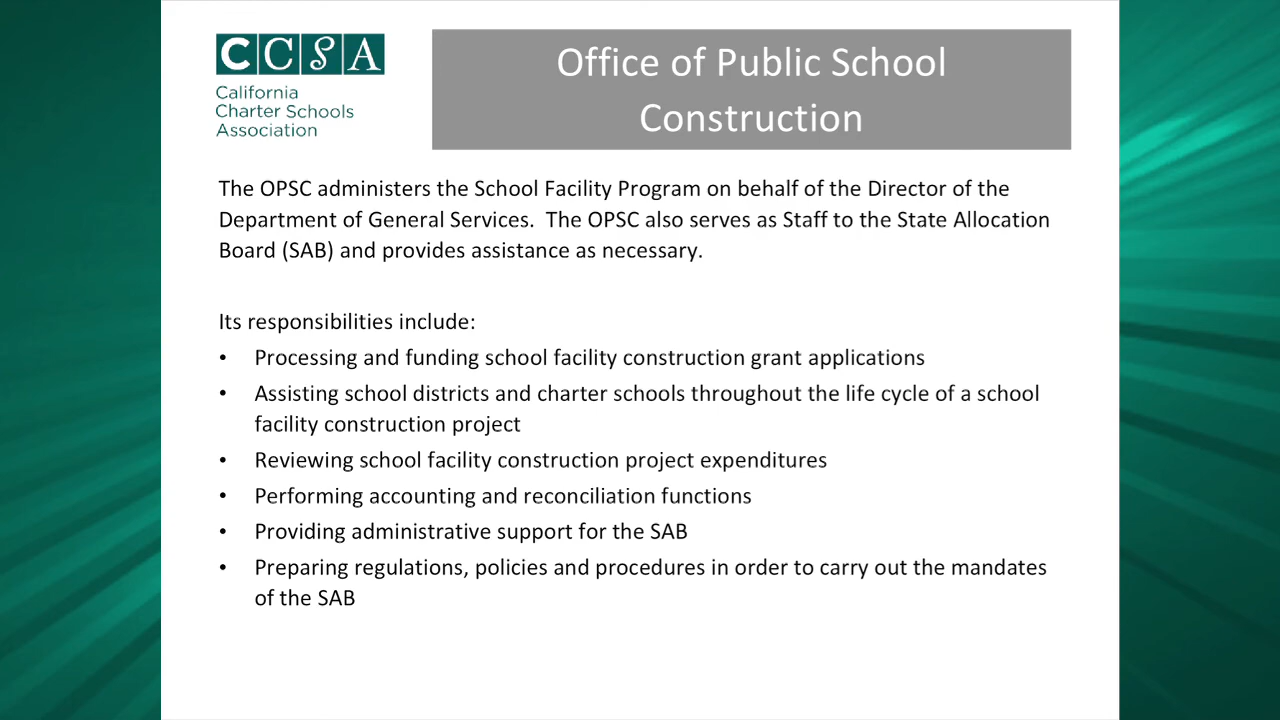 CCSA
California
Charter Schools
Association
Office of Public School
Construction
The OPSC administers the School Facility Program on behalf of the Director of the
Department of General Services.  The OPSC also serves as Staff to the State Allocation
Board (SAB) and provides assistance as necessary.
Its responsibilities include:
• Processing and funding school facility construction grant applications
• Assisting school districts and charter schools throughout the life cycle of a school
facility construction project
• Reviewing school facility construction project expenditures
• Performing accounting and reconciliation functions
• Providing administrative support for the SAB
• Preparing regulations, policies and procedures in order to carry out the mandates
of the SAB